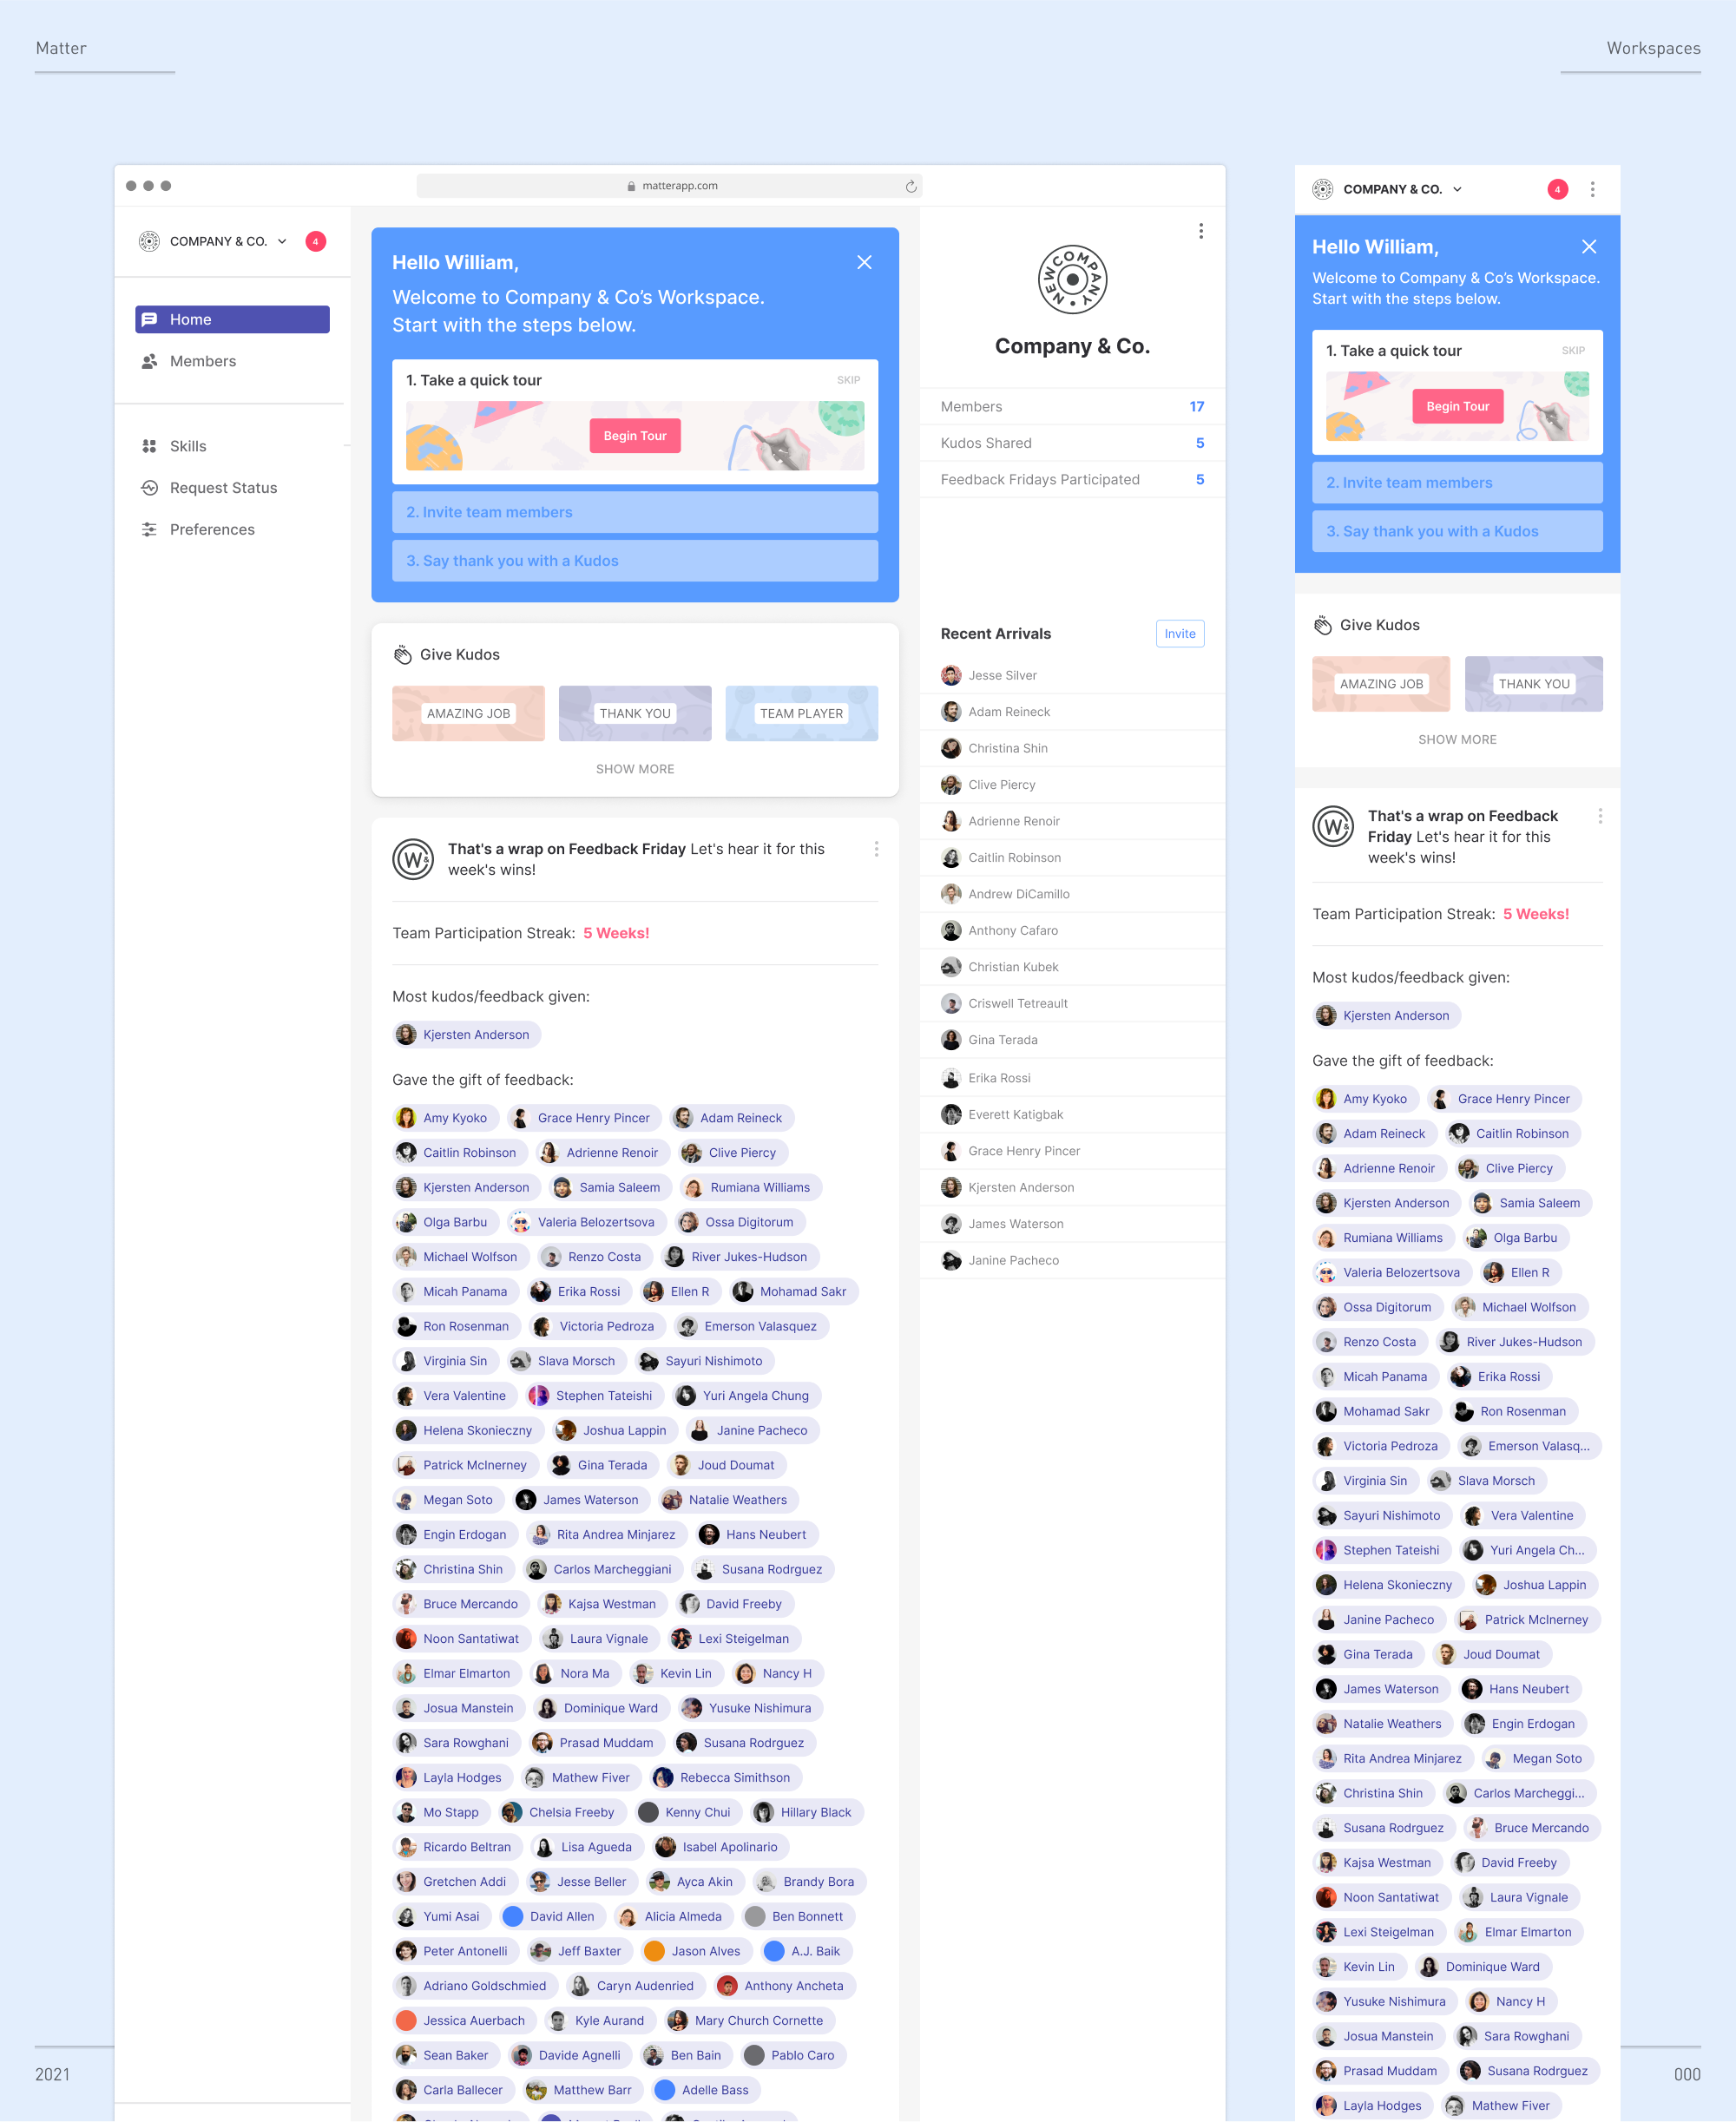 Matter
Workspaces
matterapp.com
COMPANY & CO.
4
Home
Members
Skills
Request Status
Preferences
Hello William,
Welcome to Company & Co’s Workspace.
Start with the steps below.
1. Take a quick tour
SKIP
Begin Tour
2. Invite team members
3. Say thank you with a Kudos
Give Kudos
AMAZING JOB
THANK YOU
TEAM PLAYER
SHOW MORE
W&
That's a wrap on Feedback Friday Let's hear it for this
week's wins!
Team Participation Streak: 5 Weeks!
Most kudos/feedback given:
Kjersten Anderson
Gave the gift of feedback:
Amy Kyoko Grace Henry Pincer Adam Reineck
Caitlin Robinson Adrienne Renoir Clive Piercy
Kjersten Anderson Samia Saleem Rumiana Williams
Olga Barbu Valeria Belozertsova Ossa Digitorum
Michael Wolfson Renzo Costa River Jukes-Hudson
Micah Panama Erika Rossi Ellen R Mohamad Sakr
Ron Rosenman Victoria Pedroza Emerson Valasquez
Virginia Sin Slava Morsch Sayuri Nishimoto
Vera Valentine Stephen Tateishi Yuri Angela Chung
Helena Skonieczny Joshua Lappin Janine Pacheco
Patrick McInerney Gina Terada Joud Doumat
Megan Soto James Waterson Natalie Weathers
Engin Erdogan Rita Andrea Minjarez Hans Neubert
Christina Shin Carlos Marcheggiani Susana Rodrguez
Bruce Mercando Kajsa Westman David Freeby
Noon Santatiwat Laura Vignale Lexi Steigelman
Elmar Elmarton Nora Ma Kevin Lin Nancy H
Josua Manstein Dominique Ward Yusuke Nishimura
Sara Rowghani Prasad Muddam Susana Rodrguez
Layla Hodges Mathew Fiver Rebecca Simithson
Mo Stapp Chelsia Freeby Kenny Chui Hillary Black
Ricardo Beltran Lisa Agueda Isabel Apolinario
Gretchen Addi Jesse Beller Ayca Akin Brandy Bora
Yumi Asai David Allen Alicia Almeda Ben Bonnett
Peter Antonelli Jeff Baxter Jason Alves A.J. Baik
Adriano Goldschmied Caryn Audenried Anthony Ancheta
Jessica Auerbach Kyle Aurand Mary Church Cornette
Sean Baker Davide Agnelli Ben Bain Pablo Caro
Carla Ballecer Matthew Barr Adelle Bass
NEW COMPANY
Company & Co.
Members 17
Kudos Shared 5
Feedback Fridays Participated 5
Recent Arrivals
Invite
Jesse Silver
Adam Reineck
Christina Shin
Clive Piercy
Adrienne Renoir
Caitlin Robinson
Andrew DiCamillo
Anthony Cafaro
Christian Kubek
Criswell Tetreault
Gina Terada
Erika Rossi
Everett Katigbak
Grace Henry Pincer
Kjersten Anderson
James Waterson
Janine Pacheco
COMPANY & CO.
4
Hello William,
Welcome to Company & Co’s Workspace.
Start with the steps below.
1. Take a quick tour
SKIP
Begin Tour
2. Invite team members
3. Say thank you with a Kudos
Give Kudos
AMAZING JOB
THANK YOU
SHOW MORE
W&
That's a wrap on Feedback
Friday Let's hear it for this
week's wins!
Team Participation Streak: 5 Weeks!
Most kudos/feedback given:
Kjersten Anderson
Gave the gift of feedback:
Amy Kyoko Grace Henry Pincer
Adam Reineck Caitlin Robinson
Adrienne Renoir Clive Piercy
Kjersten Anderson Samia Saleem
Rumiana Williams Olga Barbu
Valeria Belozertsova Ellen R
Ossa Digitorum Michael Wolfson
Renzo Costa River Jukes-Hudson
Micah Panama Erika Rossi
Mohamad Sakr Ron Rosenman
Victoria Pedroza Emerson Valasq...
Virginia Sin Slava Morsch
Sayuri Nishimoto Vera Valentine
Stephen Tateishi Yuri Angela Ch...
Helena Skonieczny Joshua Lappin
Janine Pacheco Patrick McInerney
Gina Terada Joud Doumat
James Waterson Hans Neubert
Natalie Weathers Engin Erdogan
Rita Andrea Minjarez Megan Soto
Christina Shin Carlos Marcheggi...
Susana Rodrguez Bruce Mercando
Kajsa Westman David Freeby
Noon Santatiwat Laura Vignale
Lexi Steigelman Elmar Elmarton
Kevin Lin Dominique Ward
Yusuke Nishimura Nancy H
Josua Manstein Sara Rowghani
Prasad Muddam Susana Rodrguez
Layla Hodges Mathew Fiver
2021
000